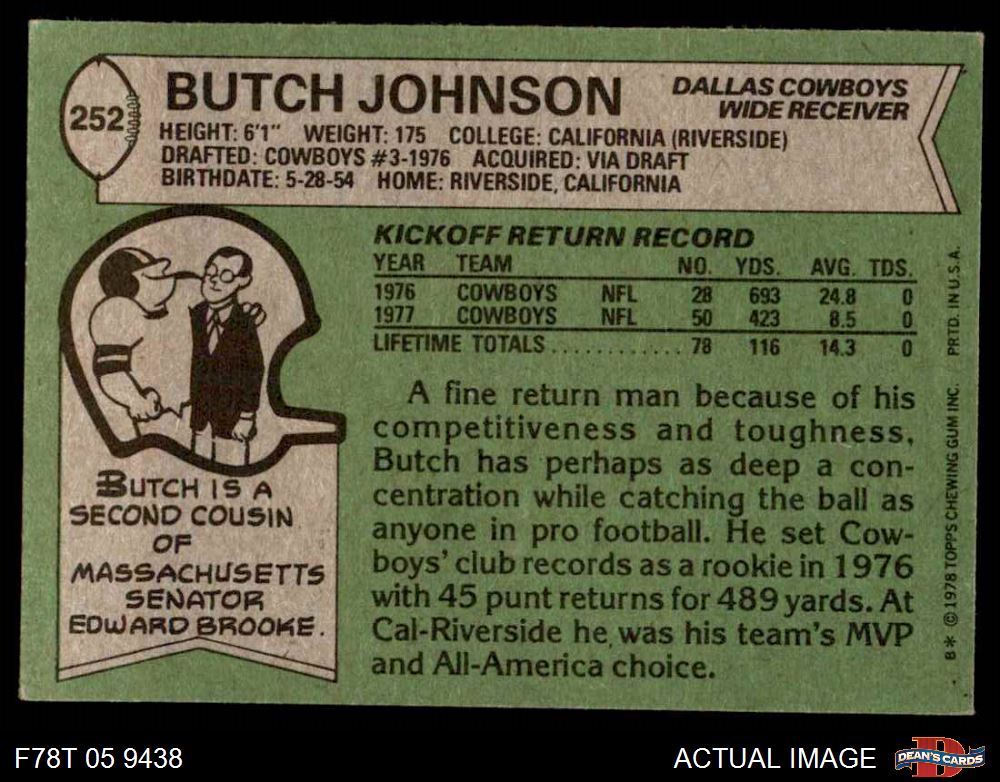 252
BUTCH JOHNSON
DALLAS COWBOYS
WIDE RECEIVER
HEIGHT: 6'1" WEIGHT: 175 COLLEGE: CALIFORNIA (RIVERSIDE)
DRAFTED: COWBOYS #3-1976 ACQUIRED: VIA DRAFT
BIRTHDATE: 5-28-54 HOME: RIVERSIDE, CALIFORNIA
KICKOFF RETURN RECORD
YEAR TEAM NO. YDS. AVG. TDS.
1976 COWBOYS NFL 28 693 24.8 0
1977 COWBOYS NFL 50 423 8.5 0
LIFETIME TOTALS ............ 78 116 14.3 0
A fine return man because of his
competitiveness and toughness,
Butch has perhaps as deep a con-
centration while catching the ball as
anyone in pro football. He set Cow-
boys' club records as a rookie in 1976
with 45 punt returns for 489 yards. At
Cal-Riverside he was his team's MVP
and All-America choice.
BUTCH IS A
SECOND COUSIN
OF
MASSACHUSETTS
SENATOR
EDWARD BROOKE.
B* ©1978 TOPPS CHEWING GUM INC. PRTD. IN U.S.A.
F78T 05 9438
ACTUAL IMAGE
D
DEAN'S CARDS